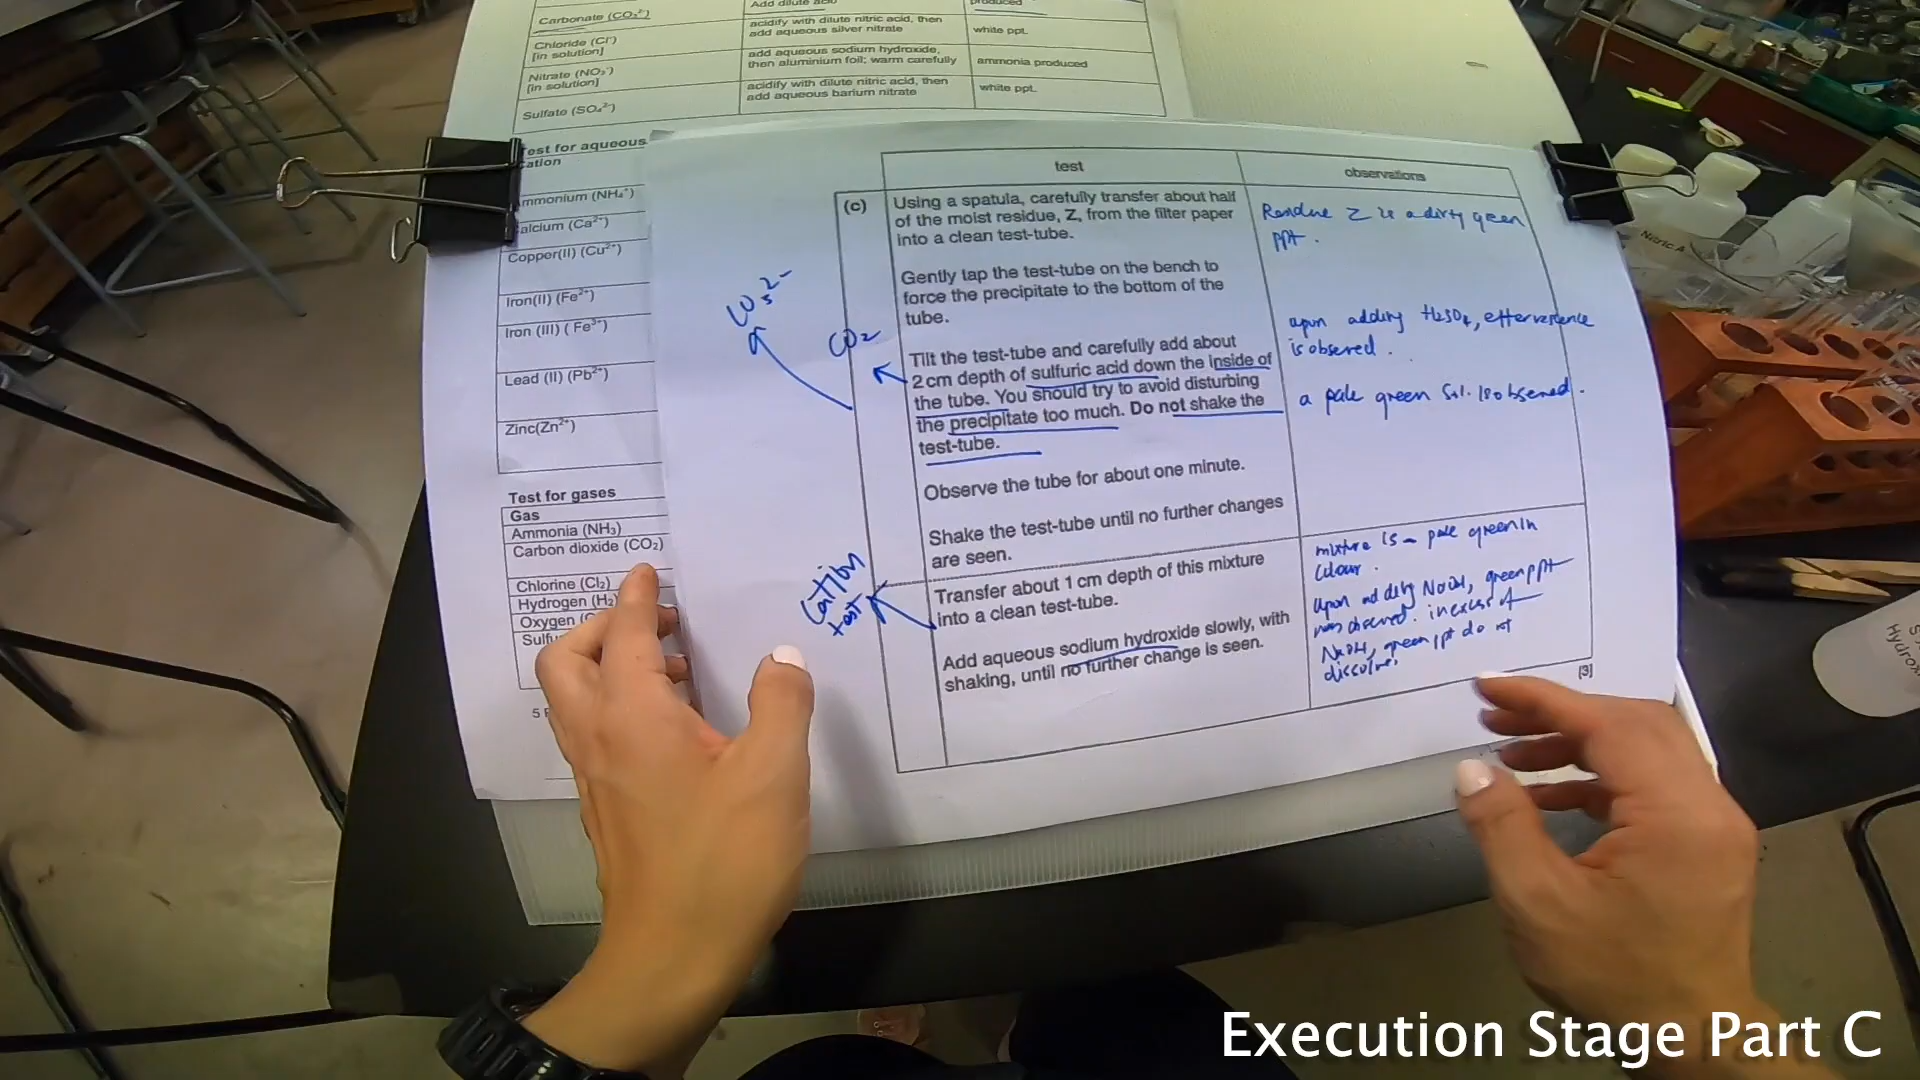 Add dilute acid
produced
Carbonate (CO₃²⁻)
Chloride (Cl⁻)
[in solution]
acidify with dilute nitric acid, then
add aqueous silver nitrate
white ppt.
Nitrate (NO₃⁻)
[in solution]
add aqueous sodium hydroxide,
then aluminium foil; warm carefully
ammonia produced
Sulfate (SO₄²⁻)
acidify with dilute nitric acid, then
add aqueous barium nitrate
white ppt.
Test for aqueous
cation
Ammonium (NH₄⁺)
Calcium (Ca²⁺)
Copper(II) (Cu²⁺)
Iron(II) (Fe²⁺)
Iron (III) ( Fe³⁺)
Lead (II) (Pb²⁺)
Zinc(Zn²⁺)
Test for gases
Gas
Ammonia (NH₃)
Carbon dioxide (CO₂)
Chlorine (Cl₂)
Hydrogen (H₂)
Oxygen
5
test
observations
(c)
Using a spatula, carefully transfer about half
of the moist residue, Z, from the filter paper
into a clean test-tube.
Gently tap the test-tube on the bench to
force the precipitate to the bottom of the
tube.
Tilt the test-tube and carefully add about
2 cm depth of sulfuric acid down the inside of
the tube. You should try to avoid disturbing
the precipitate too much. Do not shake the
test-tube.
Observe the tube for about one minute.
Shake the test-tube until no further changes
are seen.
Transfer about 1 cm depth of this mixture
into a clean test-tube.
Add aqueous sodium hydroxide slowly, with
shaking, until no further change is seen.
CO₃²⁻
CO₂
Cation
test
Residue Z is a dirty green
ppt.
upon adding H₂SO₄, effervescence
is observed.
a pale green sol. is observed.
mixture is a pale green in
colour.
upon adding NaOH, green ppt
was observed. in excess of
NaOH, green ppt do not
dissolve.
[3]
Nitric A
Hydrox
Execution Stage Part C